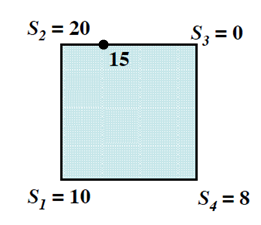 S₂ = 20
S₃ = 0
15
S₁ = 10
S₄ = 8